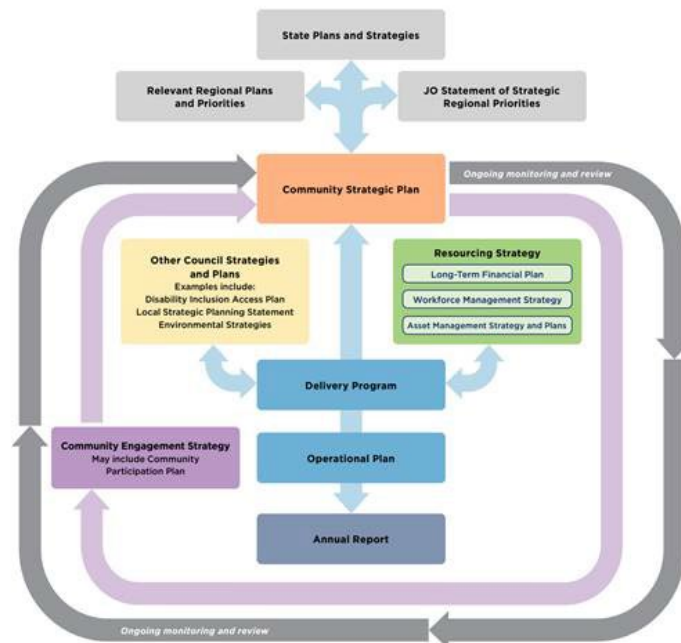 State Plans and Strategies
Relevant Regional Plans
and Priorities
JO Statement of Strategic
Regional Priorities
Community Strategic Plan
Ongoing monitoring and review
Other Council Strategies
and Plans
Examples include:
Disability Inclusion Access Plan
Local Strategic Planning Statement
Environmental Strategies
Resourcing Strategy
Long-Term Financial Plan
Workforce Management Strategy
Asset Management Strategy and Plans
Delivery Program
Community Engagement Strategy
May include Community
Participation Plan
Operational Plan
Annual Report
Ongoing monitoring and review